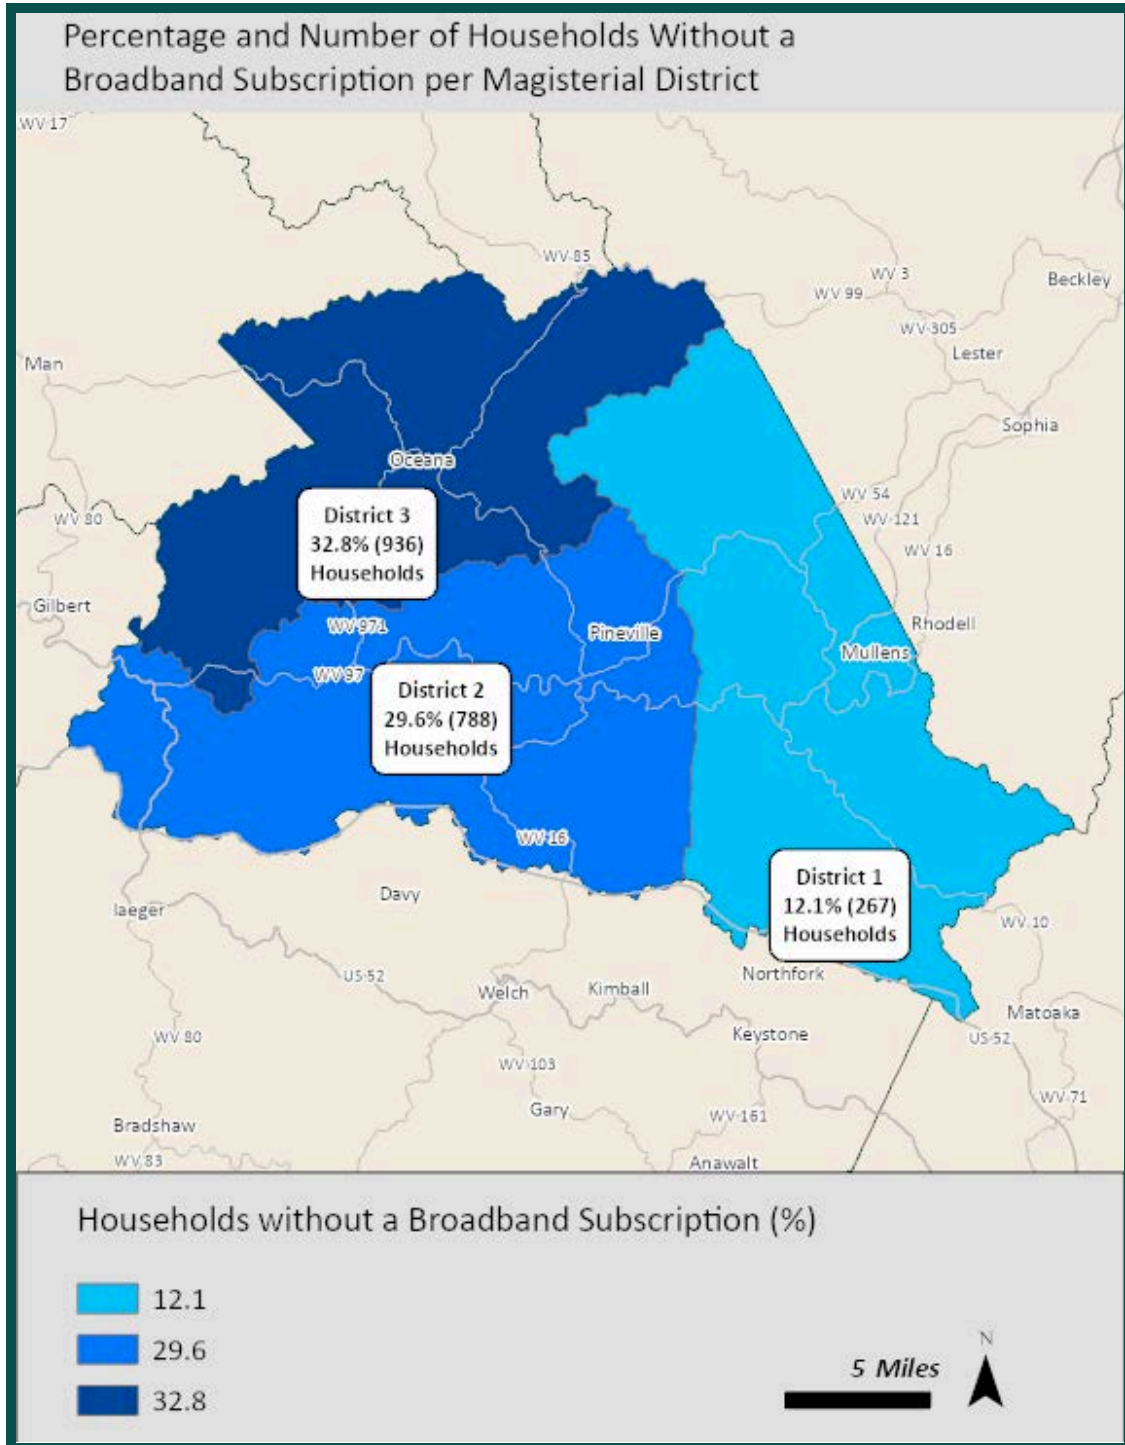 Percentage and Number of Households Without a
Broadband Subscription per Magisterial District
WV 17
WV-85
WV 3
Beckley
WV 99
WV-305
Lester
Man
Sophia
Oceana
WV 54
District 3
32.8% (936)
Households
WV 80
WV-121
WV 16
Gilbert
Rhodell
WV 971
Pineville
Mullens
WV 97
District 2
29.6% (788)
Households
WV 16
District 1
12.1% (267)
Households
Davy
Iaeger
WV-10
US-52
Northfork
Welch
Kimball
Matoaka
WV 80
Keystone
US-52
WV-103
WV-71
Gary
WV-161
Bradshaw
WV 83
Anawalt
Households without a Broadband Subscription (%)
12.1
29.6
32.8
N
5 Miles